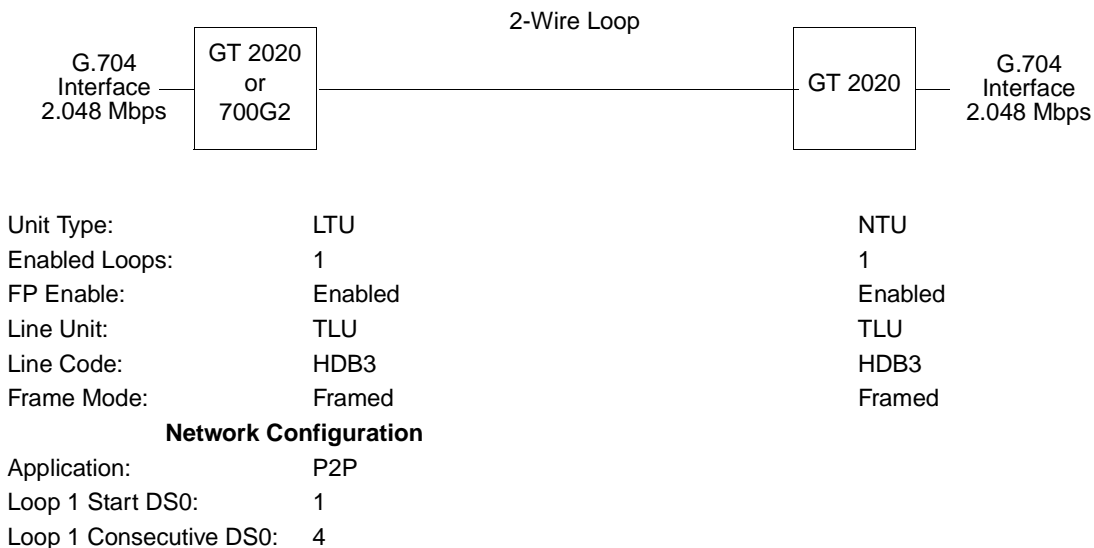 2-Wire Loop
G.704
Interface
2.048 Mbps
GT 2020
or
700G2
GT 2020
G.704
Interface
2.048 Mbps
Unit Type: LTU NTU
Enabled Loops: 1 1
FP Enable: Enabled Enabled
Line Unit: TLU TLU
Line Code: HDB3 HDB3
Frame Mode: Framed Framed
Network Configuration
Application: P2P
Loop 1 Start DS0: 1
Loop 1 Consecutive DS0: 4